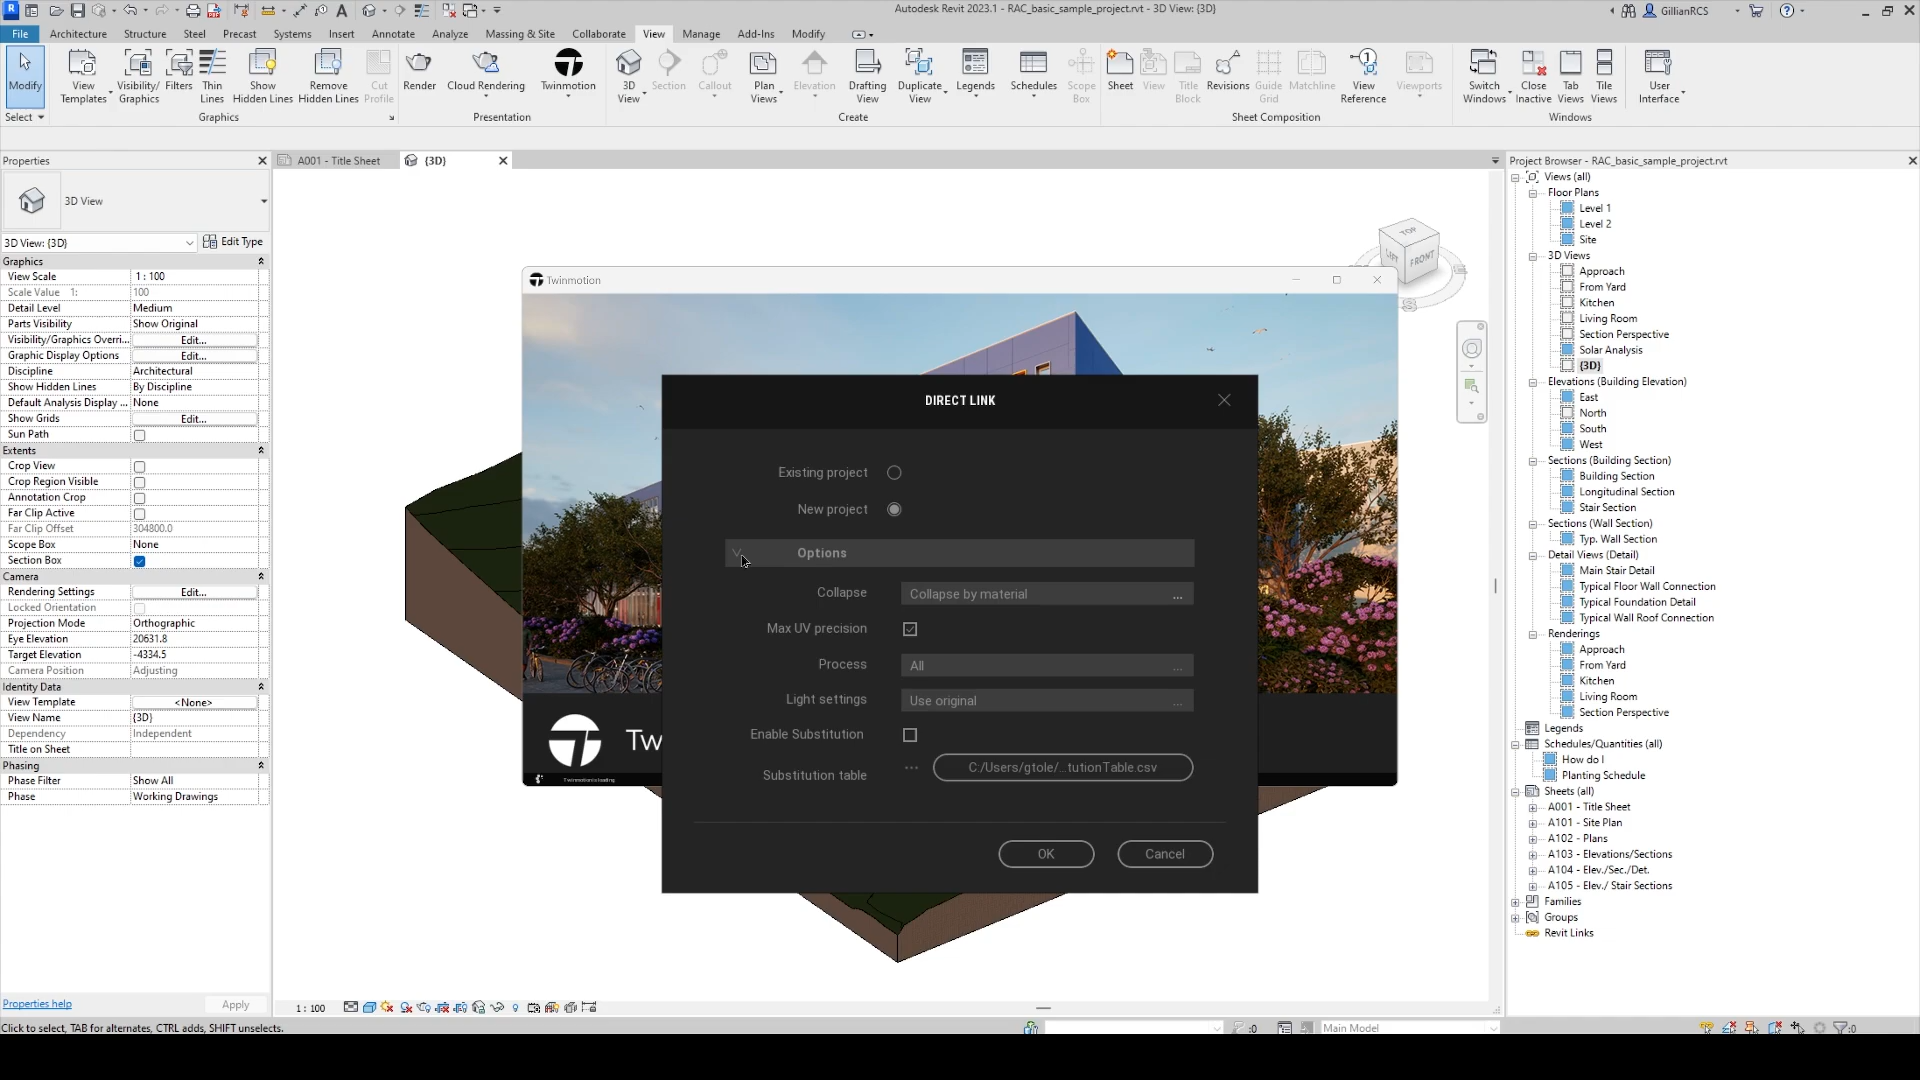 Autodesk Revit 2023.1 - RAC_basic_sample_project.rvt - 3D View: {3D}
GillianRCS
File
Architecture
Structure
Steel
Precast
Systems
Insert
Annotate
Analyze
Massing & Site
Collaborate
View
Manage
Add-Ins
Modify
Modify
View
Templates
Visibility/
Graphics
Filters
Thin
Lines
Show
Hidden Lines
Remove
Hidden Lines
Cut
Profile
Render
Cloud Rendering
Twinmotion
3D
View
Section
Callout
Plan
Views
Elevation
Drafting
View
Duplicate
View
Legends
Schedules
Scope
Box
Sheet
View
Title
Block
Revisions
Guide
Grid
Matchline
View
Reference
Viewports
Switch
Windows
Close
Inactive
Tab
Views
Tile
Views
User
Interface
Select
Graphics
Presentation
Create
Sheet Composition
Windows
Properties
3D View
3D View: {3D}
Edit Type
Graphics
View Scale 1 : 100
Scale Value 1: 100
Detail Level Medium
Parts Visibility Show Original
Visibility/Graphics Overri... Edit...
Graphic Display Options Edit...
Discipline Architectural
Show Hidden Lines By Discipline
Default Analysis Display ... None
Show Grids Edit...
Sun Path
Extents
Crop View
Crop Region Visible
Annotation Crop
Far Clip Active
Far Clip Offset 304800.0
Scope Box None
Section Box
Camera
Rendering Settings Edit...
Locked Orientation
Projection Mode Orthographic
Eye Elevation 20631.8
Target Elevation -4334.5
Camera Position Adjusting
Identity Data
View Template <None>
View Name {3D}
Dependency Independent
Title on Sheet
Phasing
Phase Filter Show All
Phase Working Drawings
Properties help
Apply
A001 - Title Sheet
{3D}
TOP
LEFT
FRONT
S
Twinmotion
Tw
Twinmotion is loading
DIRECT LINK
Existing project
New project
Options
Collapse Collapse by material ...
Max UV precision
Process All ...
Light settings Use original ...
Enable Substitution
Substitution table ... C:/Users/gtole/...tutionTable.csv
OK
Cancel
1 : 100
Project Browser - RAC_basic_sample_project.rvt
Views (all)
Floor Plans
Level 1
Level 2
Site
3D Views
Approach
From Yard
Kitchen
Living Room
Section Perspective
Solar Analysis
{3D}
Elevations (Building Elevation)
East
North
South
West
Sections (Building Section)
Building Section
Longitudinal Section
Stair Section
Sections (Wall Section)
Typ. Wall Section
Detail Views (Detail)
Main Stair Detail
Typical Floor Wall Connection
Typical Foundation Detail
Typical Wall Roof Connection
Renderings
Approach
From Yard
Kitchen
Living Room
Section Perspective
Legends
Schedules/Quantities (all)
How do I
Planting Schedule
Sheets (all)
A001 - Title Sheet
A101 - Site Plan
A102 - Plans
A103 - Elevations/Sections
A104 - Elev./Sec./Det.
A105 - Elev./ Stair Sections
Families
Groups
Revit Links
Click to select, TAB for alternates, CTRL adds, SHIFT unselects.
:0
Main Model
:0